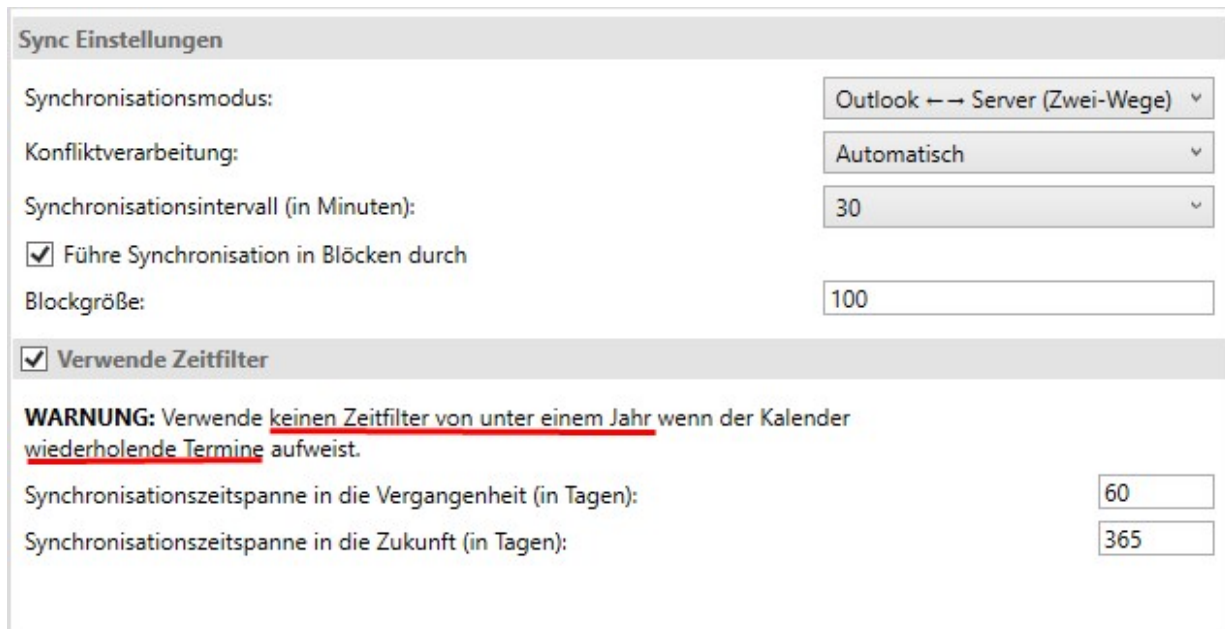 Sync Einstellungen
Synchronisationsmodus: Outlook ←→ Server (Zwei-Wege)
Konfliktverarbeitung: Automatisch
Synchronisationsintervall (in Minuten): 30
Führe Synchronisation in Blöcken durch
Blockgröße: 100
Verwende Zeitfilter
WARNUNG: Verwende keinen Zeitfilter von unter einem Jahr wenn der Kalender
wiederholende Termine aufweist.
Synchronisationszeitspanne in die Vergangenheit (in Tagen): 60
Synchronisationszeitspanne in die Zukunft (in Tagen): 365